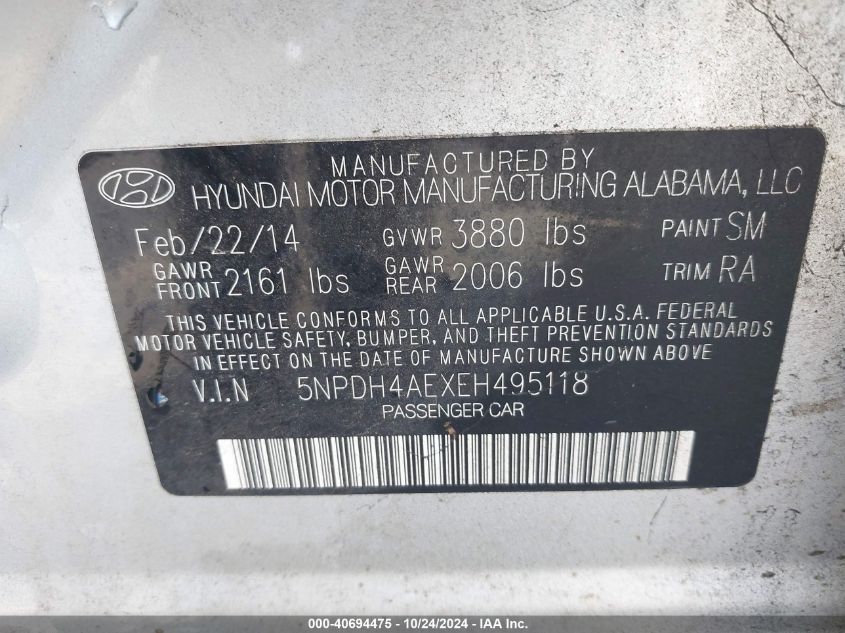 MANUFACTURED BY
HYUNDAI MOTOR MANUFACTURING ALABAMA, LLC
Feb/22/14 GVWR 3880 lbs PAINT SM
GAWR FRONT 2161 lbs GAWR REAR 2006 lbs TRIM RA
THIS VEHICLE CONFORMS TO ALL APPLICABLE U.S.A. FEDERAL
MOTOR VEHICLE SAFETY, BUMPER, AND THEFT PREVENTION STANDARDS
IN EFFECT ON THE DATE OF MANUFACTURE SHOWN ABOVE
V.I.N 5NPDH4AEXEH495118
PASSENGER CAR
000-40694475 - 10/24/2024 - IAA Inc.